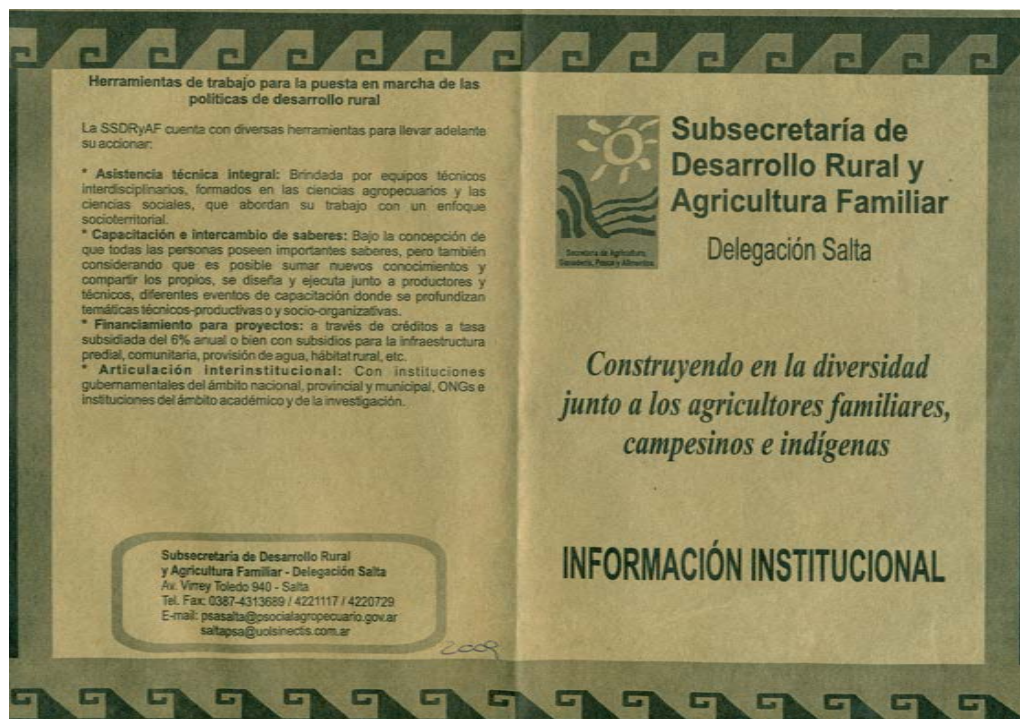 Herramientas de trabajo para la puesta en marcha de las
políticas de desarrollo rural
La SSDRyAF cuenta con diversas herramientas para llevar adelante
su accionar:
* Asistencia técnica integral: Brindada por equipos técnicos
interdisciplinarios, formados en las ciencias agropecuarios y las
ciencias sociales, que abordan su trabajo con un enfoque
socioterritorial.
* Capacitación e intercambio de saberes: Bajo la concepción de
que todas las personas poseen importantes saberes, pero también
considerando que es posible sumar nuevos conocimientos y
compartir los propios, se diseña y ejecuta junto a productores y
técnicos, diferentes eventos de capacitación donde se profundizan
temáticas técnicos-productivas o y socio-organizativas.
* Financiamiento para proyectos: a través de créditos a tasa
subsidiada del 6% anual o bien con subsidios para la infraestructura
predial, comunitaria, provisión de agua, hábitat rural, etc.
* Articulación interinstitucional: Con instituciones
gubernamentales del ámbito nacional, provincial y municipal, ONGs e
instituciones del ámbito académico y de la investigación.
Subsecretaría de Desarrollo Rural
y Agricultura Familiar - Delegación Salta
Av. Virrey Toledo 940 - Salta
Tel. Fax: 0387-4313689 / 4221117 / 4220729
E-mail: psasalta@psocialagropecuario.gov.ar
saltapsa@uolsinectis.com.ar
2009
Secretaría de Agricultura,
Ganadería, Pesca y Alimentos
Subsecretaría de
Desarrollo Rural y
Agricultura Familiar
Delegación Salta
Construyendo en la diversidad
junto a los agricultores familiares,
campesinos e indígenas
INFORMACIÓN INSTITUCIONAL